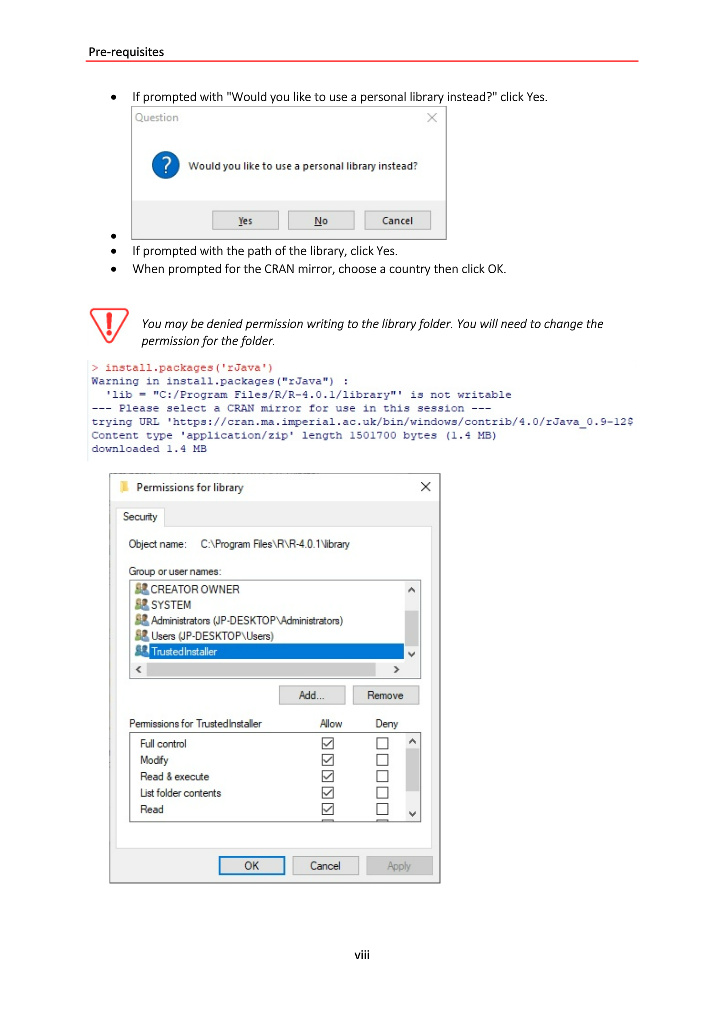 Pre-requisites
• If prompted with "Would you like to use a personal library instead?" click Yes.
Question
Would you like to use a personal library instead?
Yes No Cancel
•
• If prompted with the path of the library, click Yes.
• When prompted for the CRAN mirror, choose a country then click OK.
You may be denied permission writing to the library folder. You will need to change the
permission for the folder.
> install.packages('rJava')
Warning in install.packages("rJava") :
'lib = "C:/Program Files/R/R-4.0.1/library"' is not writable
--- Please select a CRAN mirror for use in this session ---
trying URL 'https://cran.ma.imperial.ac.uk/bin/windows/contrib/4.0/rJava_0.9-12$
Content type 'application/zip' length 1501700 bytes (1.4 MB)
downloaded 1.4 MB
Permissions for library
Security
Object name: C:\Program Files\R\R-4.0.1\library
Group or user names:
CREATOR OWNER
SYSTEM
Administrators (JP-DESKTOP\Administrators)
Users (JP-DESKTOP\Users)
TrustedInstaller
Add... Remove
Permissions for TrustedInstaller Allow Deny
Full control
Modify
Read & execute
List folder contents
Read
OK Cancel Apply
viii